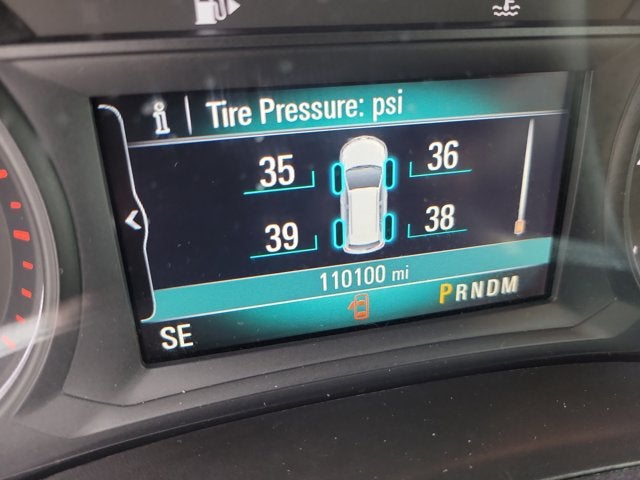 i | Tire Pressure: psi
35 36
39 38
110100 mi
PRNDM
SE